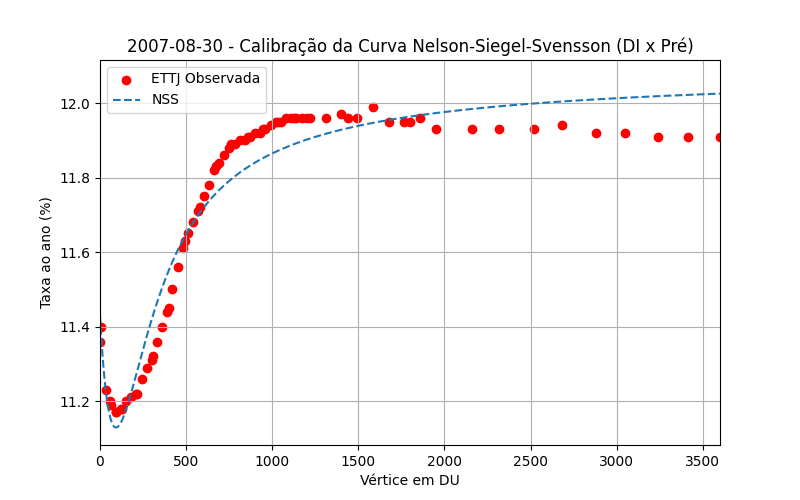 2007-08-30 - Calibração da Curva Nelson-Siegel-Svensson (DI x Pré)
ETTJ Observada
NSS
Taxa ao ano (%)
12.0
11.8
11.6
11.4
11.2
0 500 1000 1500 2000 2500 3000 3500
Vértice em DU